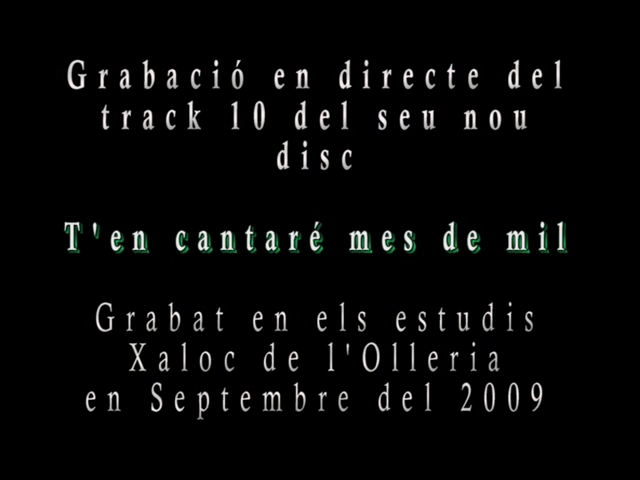 Grabació en directe del
track 10 del seu nou
disc
T'en cantaré mes de mil
Grabat en els estudis
Xaloc de l'Olleria
en Septembre del 2009